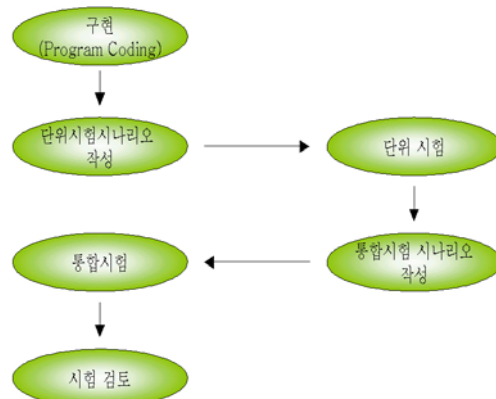 구현
(Program Coding)
단위시험시나리오
작성
단위 시험
통합시험 시나리오
작성
통합시험
시험 검토